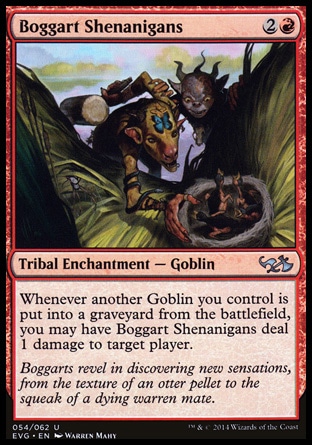 Boggart Shenanigans 2
Tribal Enchantment — Goblin
Whenever another Goblin you control is
put into a graveyard from the battlefield,
you may have Boggart Shenanigans deal
1 damage to target player.
Boggarts revel in discovering new sensations,
from the texture of an otter pellet to the
squeak of a dying warren mate.
054/062 U
EVG • EN Warren Mahy ™ & © 2014 Wizards of the Coast